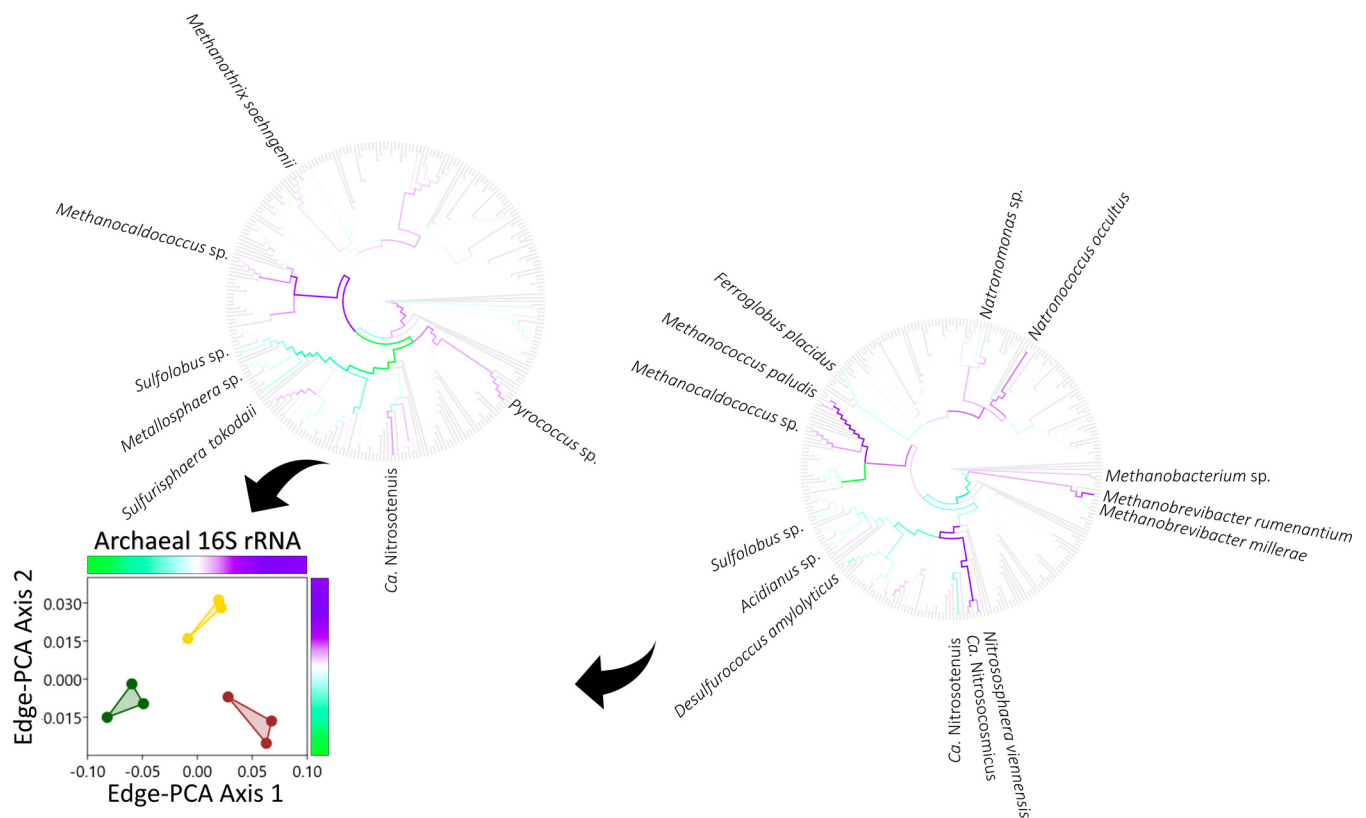 Methanothrix soehngenii
Methanocaldococcus sp.
Sulfolobus sp.
Metallosphaera sp.
Sulfurisphaera tokodaii
Ca. Nitrosotenuis
Pyrococcus sp.
Natronomonas sp.
Natronococcus occultus
Ferroglobus placidus
Methanococcus paludis
Methanocaldococcus sp.
Methanobacterium sp.
Methanobrevibacter rumenantium
Methanobrevibacter millerae
Sulfolobus sp.
Acidianus sp.
Desulfurococcus amylolyticus
Ca. Nitrosotenuis
Ca. Nitrosocosmicus
Nitrososphaera viennensis
Archaeal 16S rRNA
Edge-PCA Axis 2
0.030
0.015
0.000
-0.015
-0.10 -0.05 0.00 0.05 0.10
Edge-PCA Axis 1